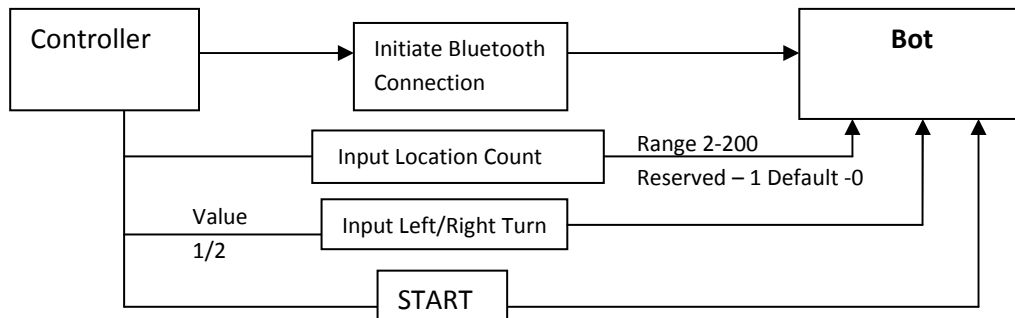 Controller
Initiate Bluetooth
Connection
Bot
Input Location Count
Range 2-200
Reserved – 1 Default -0
Value
1/2
Input Left/Right Turn
START